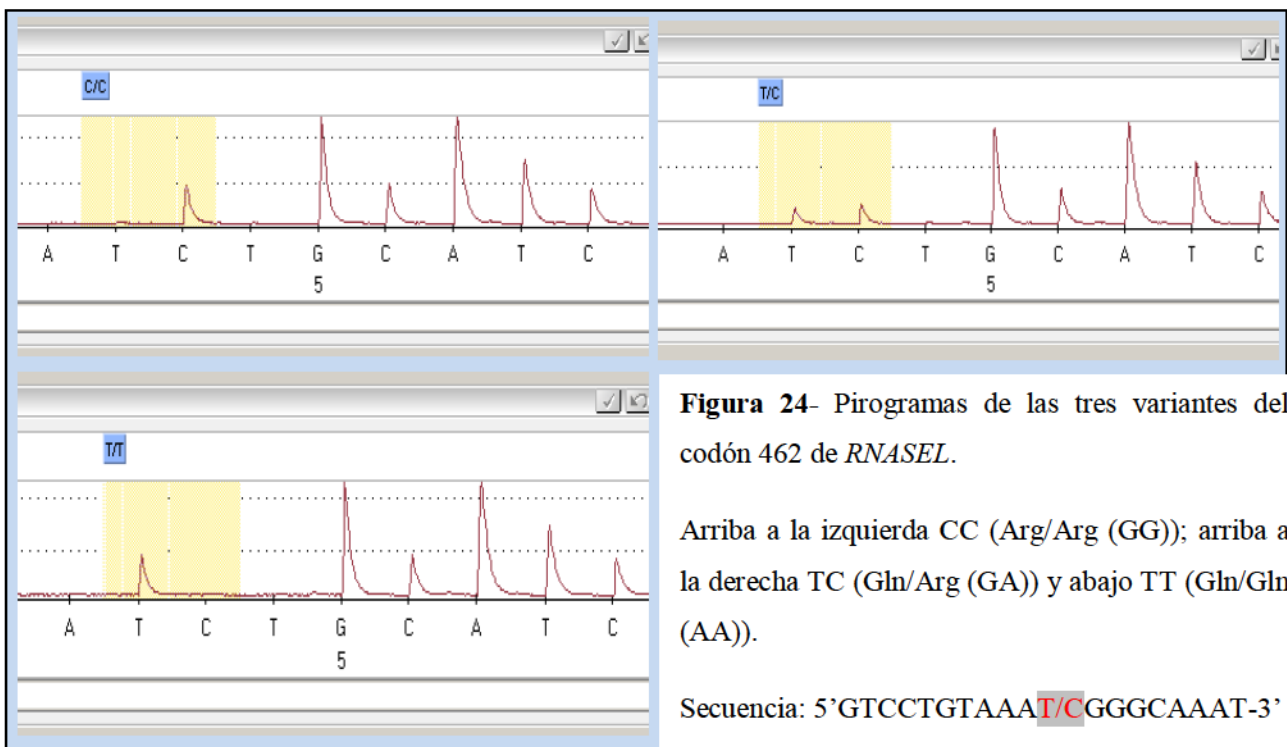 C/C
A T C T G C A T C
5
T/C
A T C T G C A T C
5
T/T
A T C T G C A T C
5
Figura 24- Pirogramas de las tres variantes del
codón 462 de RNASEL.
Arriba a la izquierda CC (Arg/Arg (GG)); arriba a
la derecha TC (Gln/Arg (GA)) y abajo TT (Gln/Gln
(AA)).
Secuencia: 5’GTCCTGTAAAT/CGGGCAAAT-3’